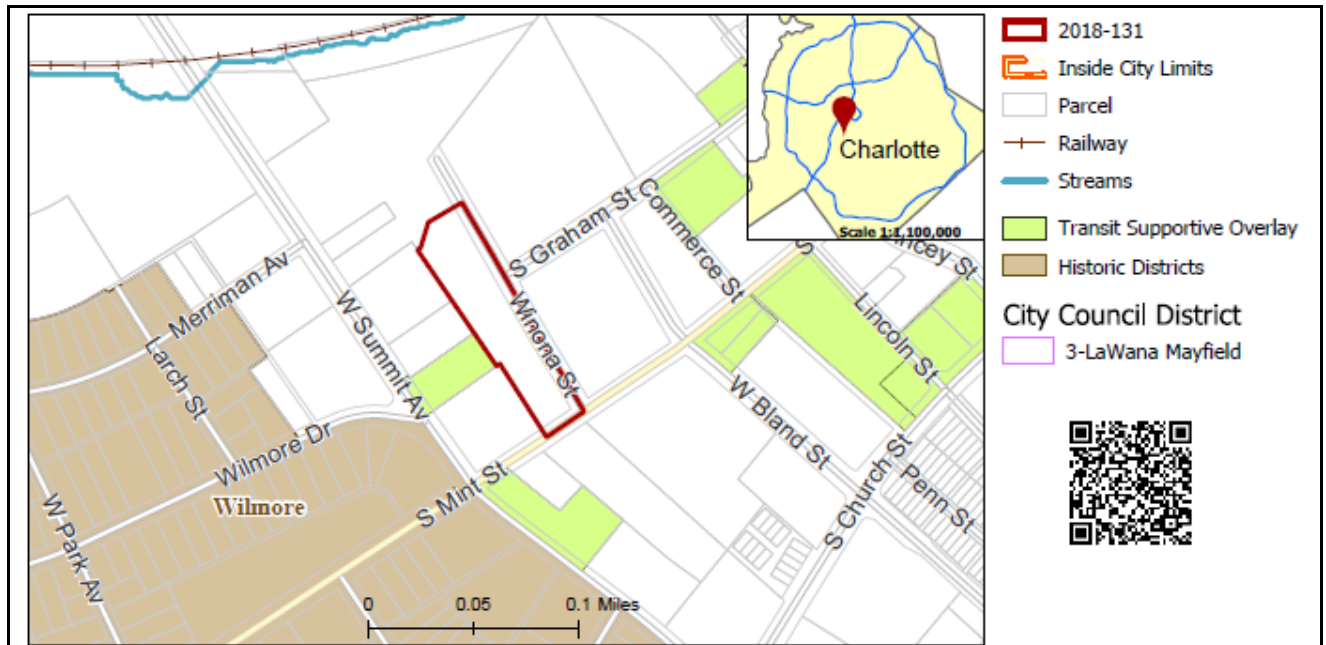 2018-131
Inside City Limits
Parcel
Railway
Streams
Transit Supportive Overlay
Historic Districts
City Council District
3-LaWana Mayfield
Charlotte
Scale 1:1,100,000
S Graham St
Commerce St
Winona St
Merriman Av
W Summit Av
Larch St
Lincoln St
W Bland St
Wilmore Dr
S Mint St
S Church St
Penn St
Wilmore
W Park Av
0 0.05 0.1 Miles